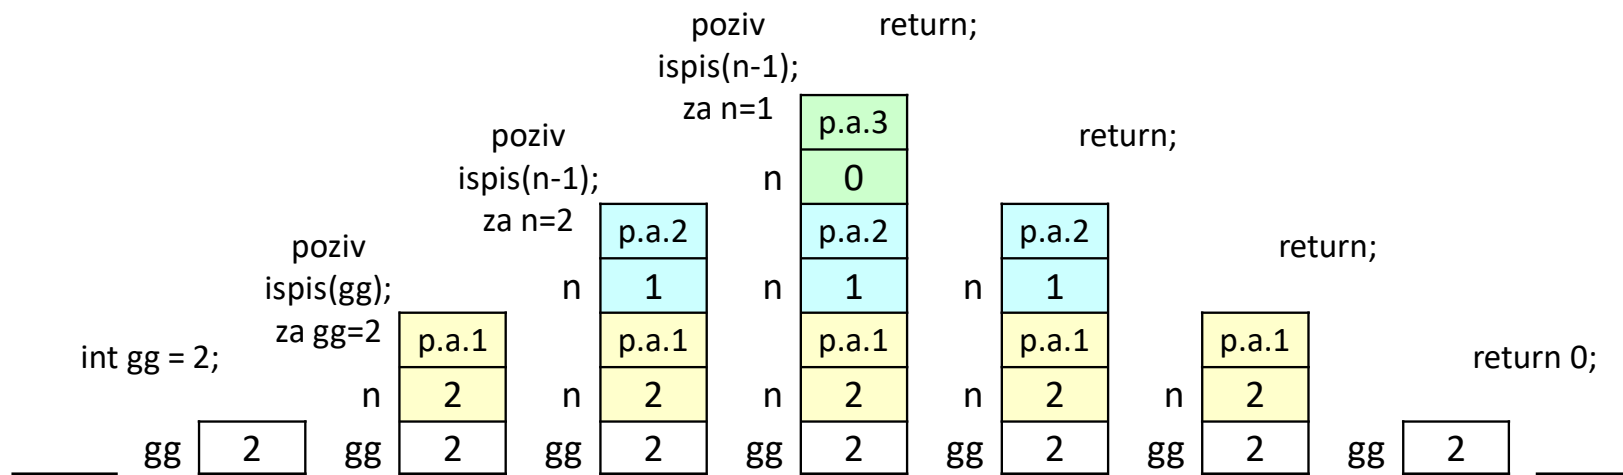 poziv return;
ispis(n-1);
za n=1
p.a.3
poziv return;
ispis(n-1);
n 0
za n=2
p.a.2 p.a.2 p.a.2
poziv return;
ispis(gg);
n 1 n 1 n 1
za gg=2
p.a.1 p.a.1 p.a.1 p.a.1 p.a.1
int gg = 2; return 0;
n 2 n 2 n 2 n 2 n 2
gg 2 gg 2 gg 2 gg 2 gg 2 gg 2 gg 2